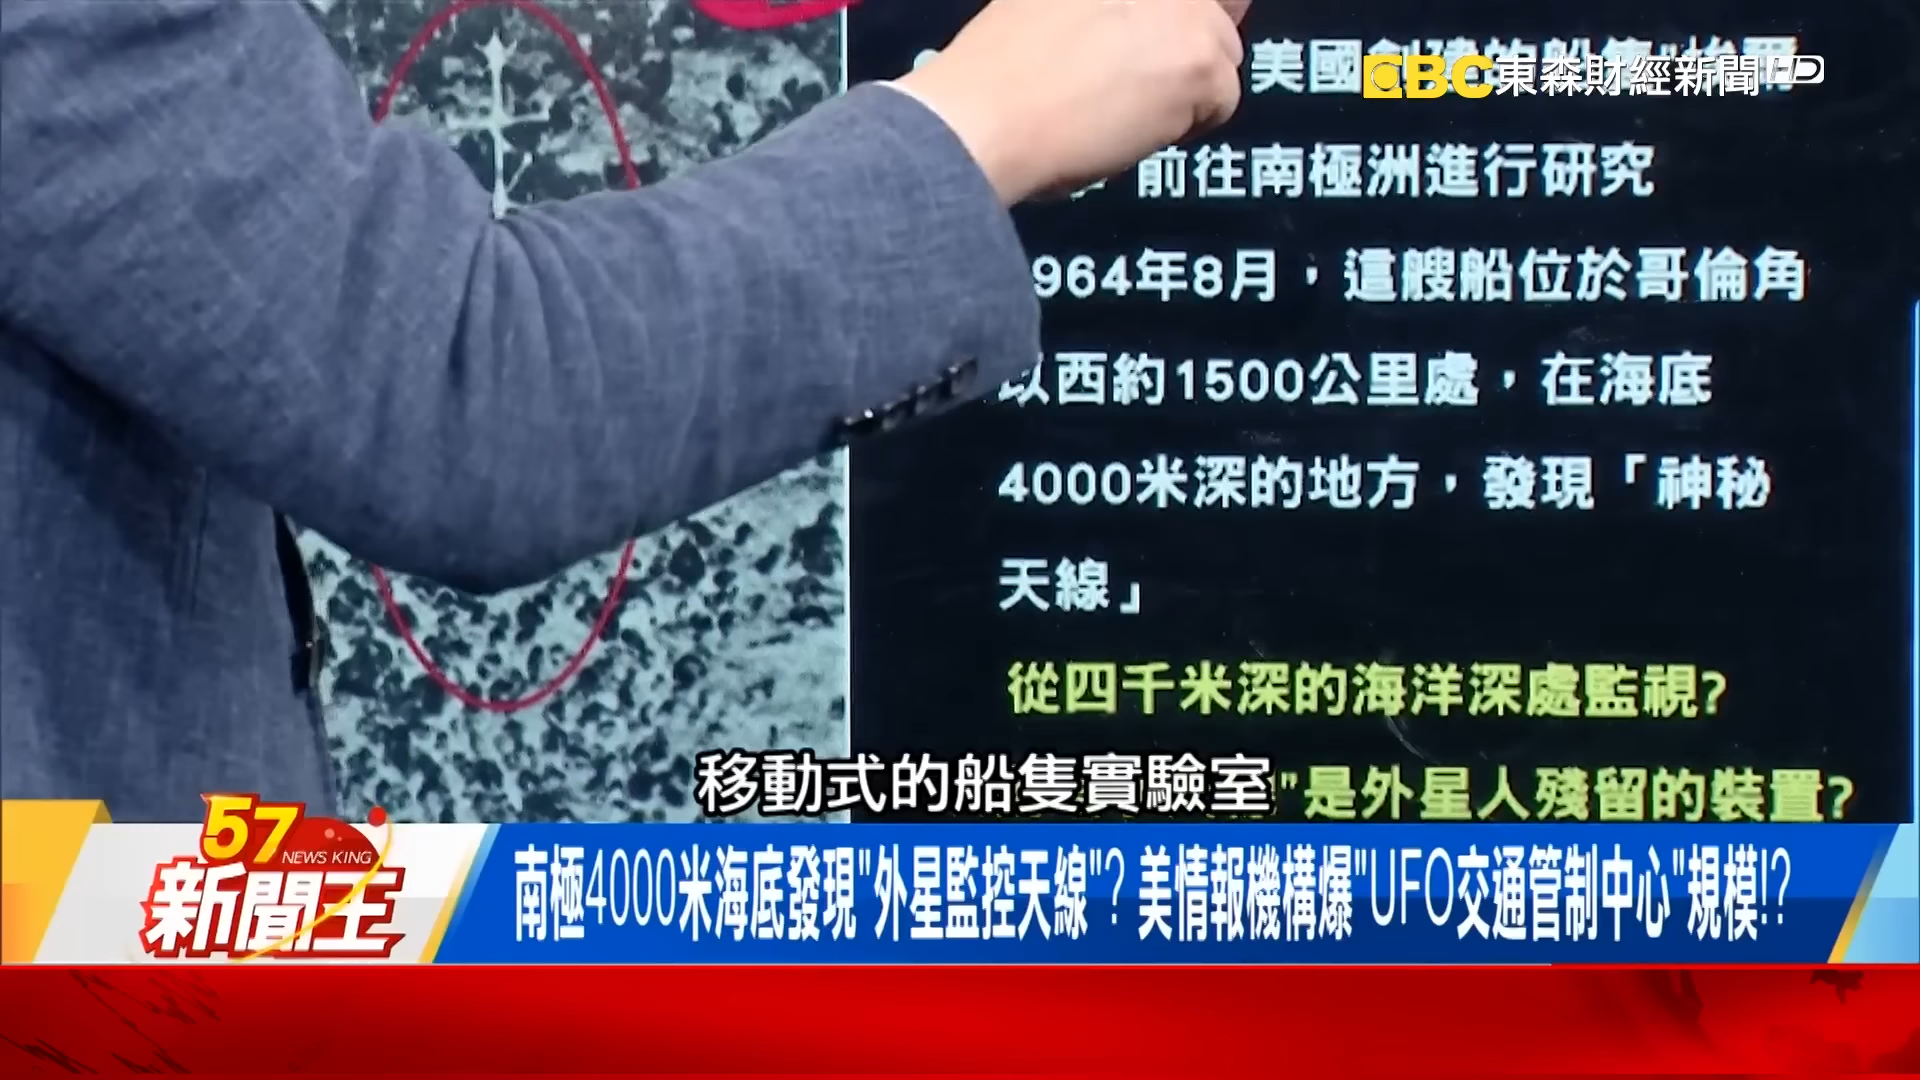 EBC東森財經新聞HD
美國
前往南極洲進行研究
964年8月，這艘船位於哥倫角
以西約1500公里處，在海底
4000米深的地方，發現「神秘
天線」
從四千米深的海洋深處監視?
"是外星人殘留的裝置?
移動式的船隻實驗室
57
NEWS KING
新聞王
南極4000米海底發現"外星監控天線"? 美情報機構爆"UFO交通管制中心"規模!?